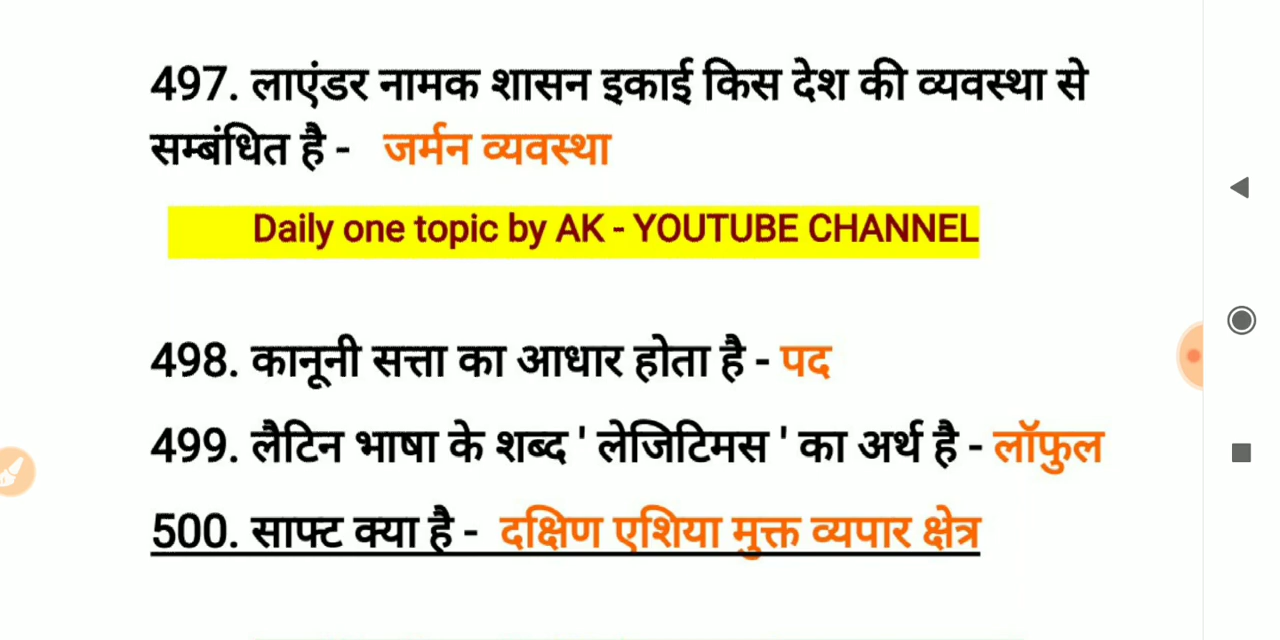 497. लाएंडर नामक शासन इकाई किस देश की व्यवस्था से
सम्बंधित है - जर्मन व्यवस्था
Daily one topic by AK - YOUTUBE CHANNEL
498. कानूनी सत्ता का आधार होता है - पद
499. लैटिन भाषा के शब्द ' लेजिटिमस ' का अर्थ है - लॉफुल
500. साफ्ट क्या है - दक्षिण एशिया मुक्त व्यपार क्षेत्र